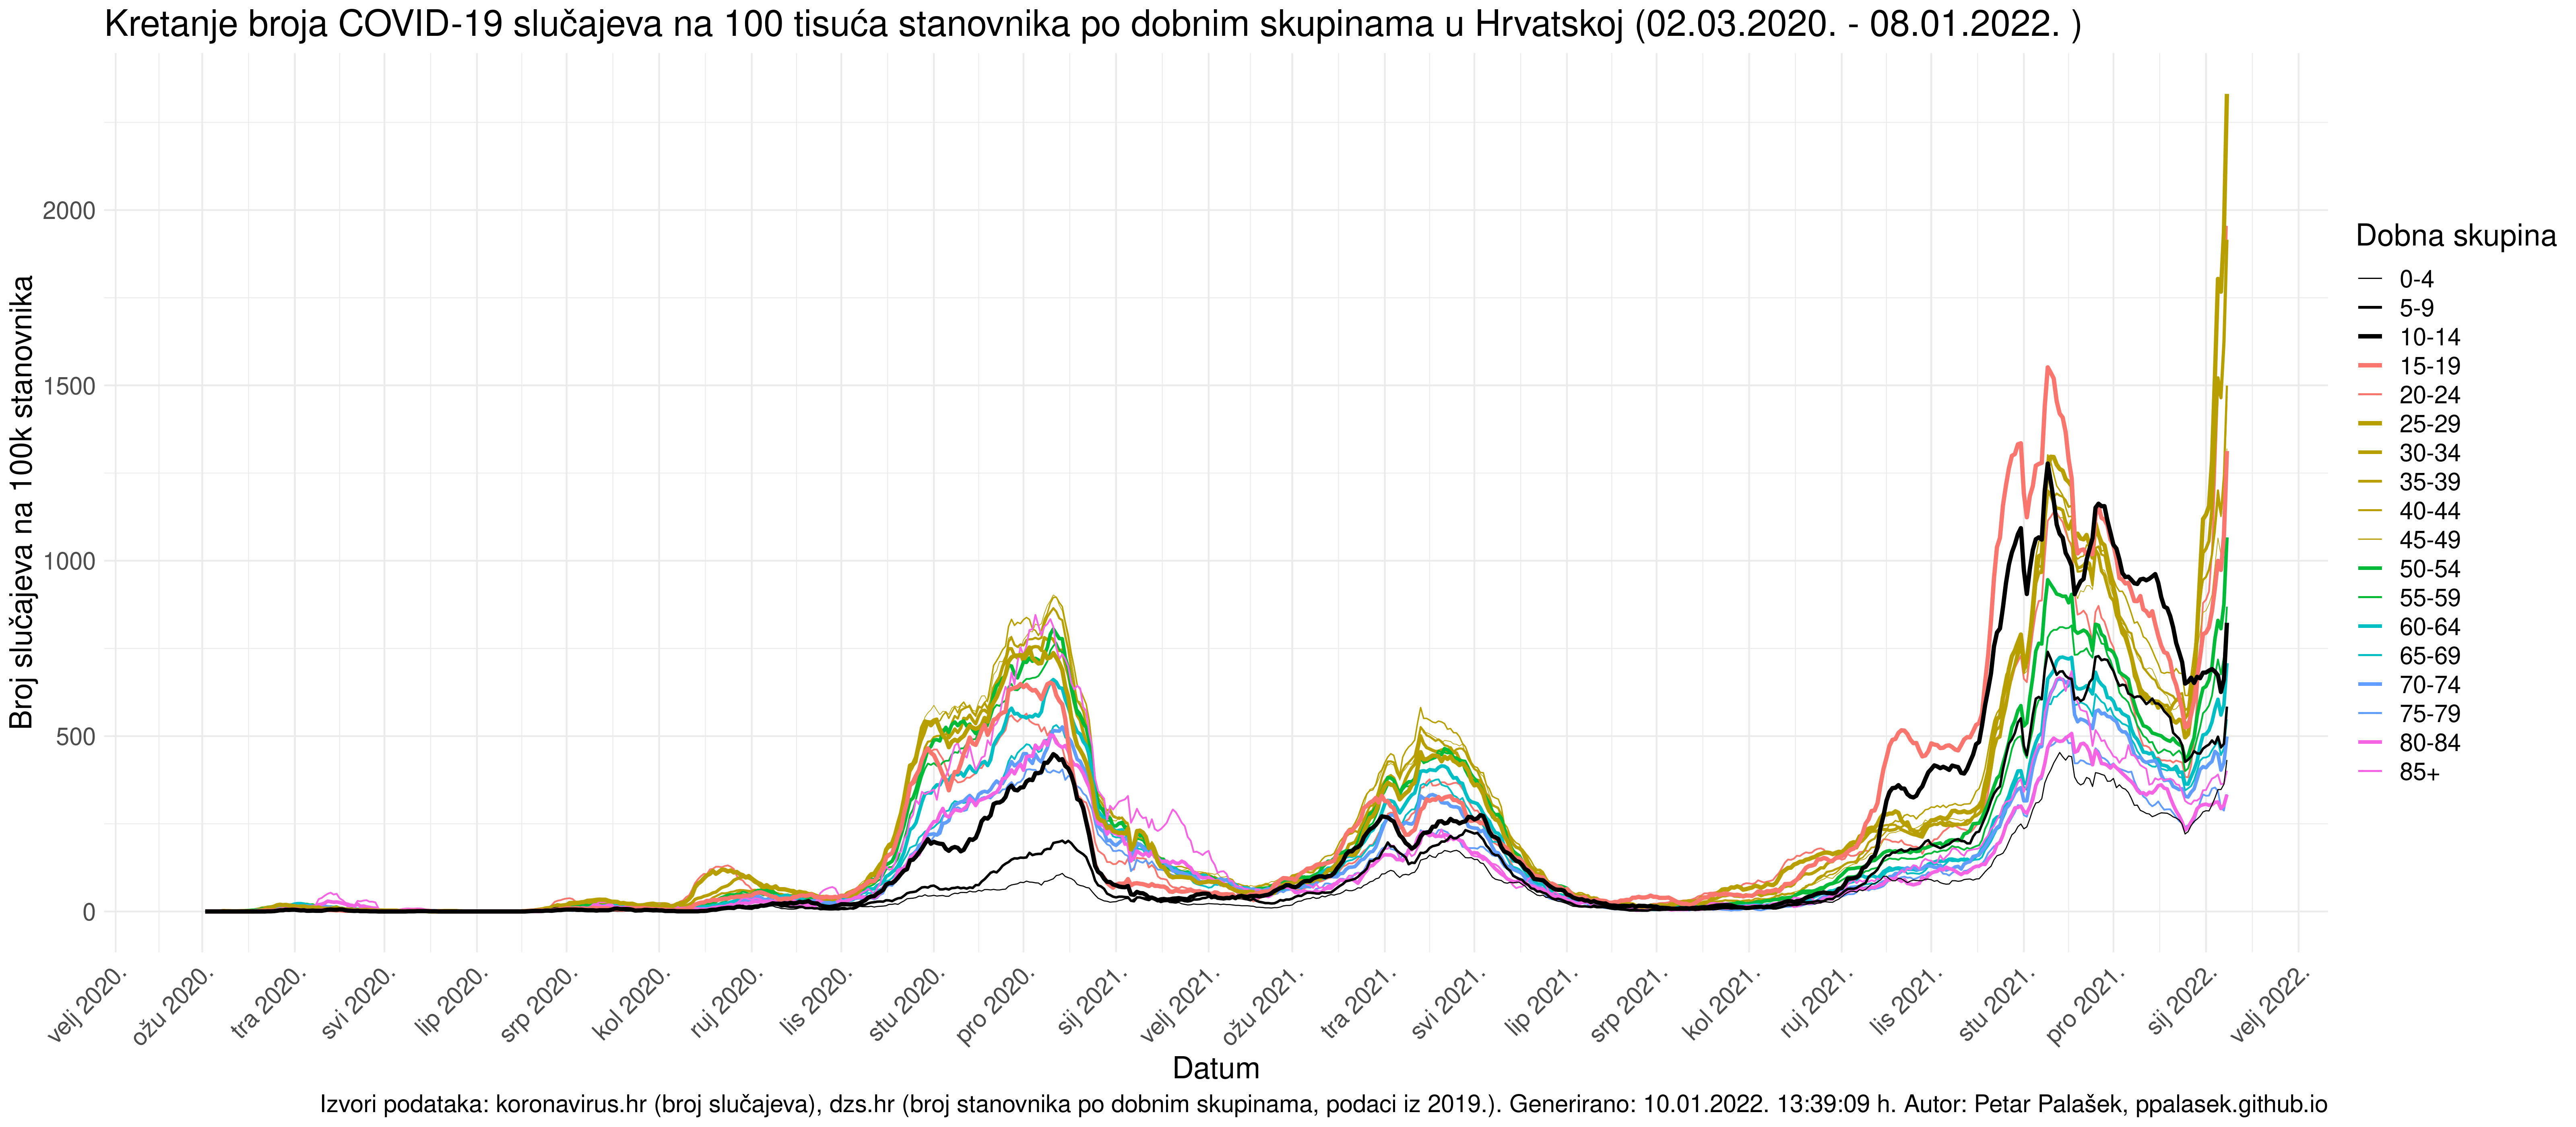 Kretanje broja COVID-19 slučajeva na 100 tisuća stanovnika po dobnim skupinama u Hrvatskoj (02.03.2020. - 08.01.2022. )
Broj slučajeva na 100k stanovnika
2000
1500
1000
500
0
velj 2020.
ožu 2020.
tra 2020.
svi 2020.
lip 2020.
srp 2020.
kol 2020.
ruj 2020.
lis 2020.
stu 2020.
pro 2020.
sij 2021.
velj 2021.
ožu 2021.
tra 2021.
svi 2021.
lip 2021.
srp 2021.
kol 2021.
ruj 2021.
lis 2021.
stu 2021.
pro 2021.
sij 2022.
velj 2022.
Datum
Dobna skupina
0-4
5-9
10-14
15-19
20-24
25-29
30-34
35-39
40-44
45-49
50-54
55-59
60-64
65-69
70-74
75-79
80-84
85+
Izvori podataka: koronavirus.hr (broj slučajeva), dzs.hr (broj stanovnika po dobnim skupinama, podaci iz 2019.). Generirano: 10.01.2022. 13:39:09 h. Autor: Petar Palašek, ppalasek.github.io